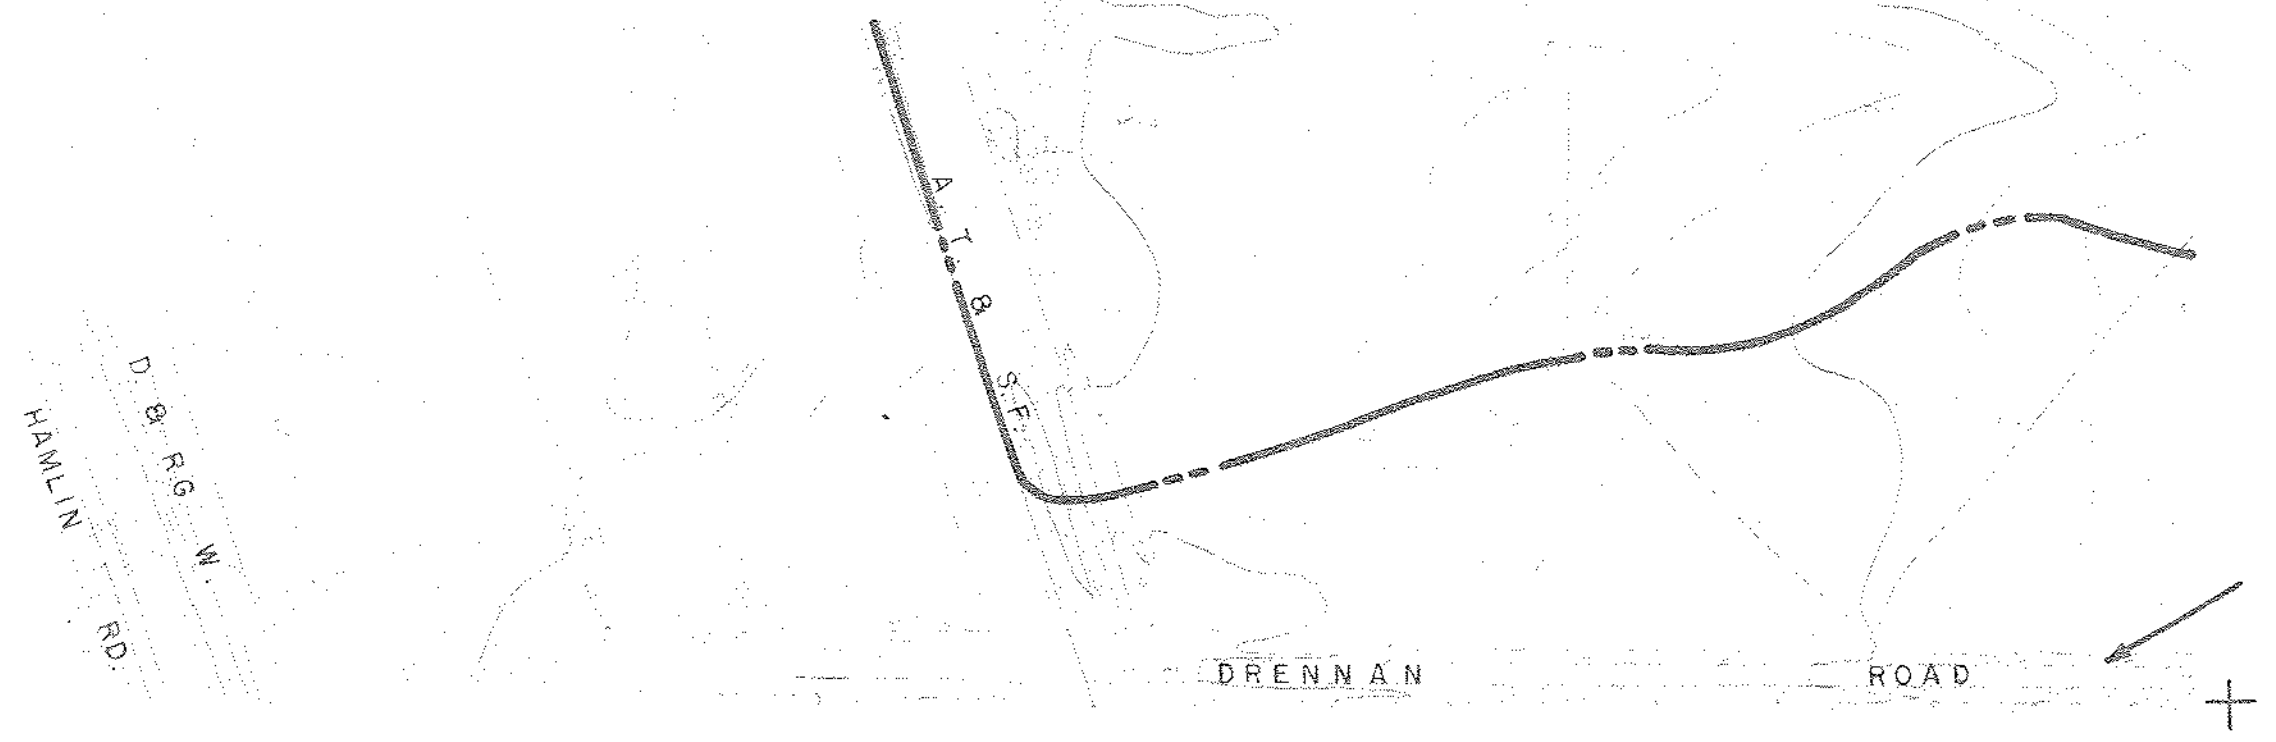 A. T. & S. F.
D. & R G W.
HAMLIN RD.
DRENNAN ROAD